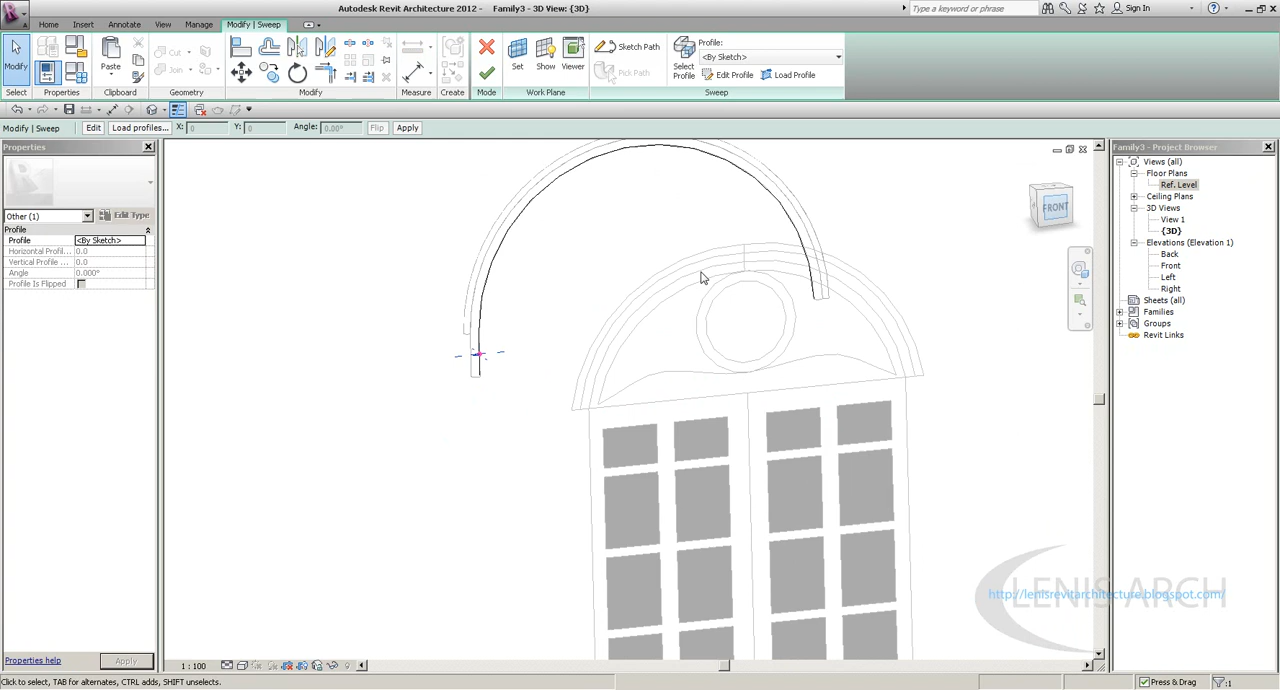 Autodesk Revit Architecture 2012 - Family3 - 3D View: {3D}
Type a keyword or phrase
Sign In
Home Insert Annotate View Manage Modify | Sweep
Modify
Paste
Cut
Join
Set
Show
Viewer
Sketch Path
Pick Path
Select Profile
Profile:
<By Sketch>
Edit Profile
Load Profile
Select Properties Clipboard Geometry Modify Measure Create Mode Work Plane Sweep
Modify | Sweep Edit Load profiles... X: 0 Y: 0 Angle: 0.00° Flip Apply
Properties
Other (1)
Edit Type
Profile
Profile <By Sketch>
Horizontal Profil... 0.0
Vertical Profile ... 0.0
Angle 0.000°
Profile Is Flipped
Properties help
Apply
FRONT
Family3 - Project Browser
Views (all)
Floor Plans
Ref. Level
Ceiling Plans
3D Views
View 1
{3D}
Elevations (Elevation 1)
Back
Front
Left
Right
Sheets (all)
Families
Groups
Revit Links
LENIS ARCH
http://lenisrevitarchitecture.blogspot.com/
1 : 100
Click to select, TAB for alternates, CTRL adds, SHIFT unselects.
Press & Drag
:1